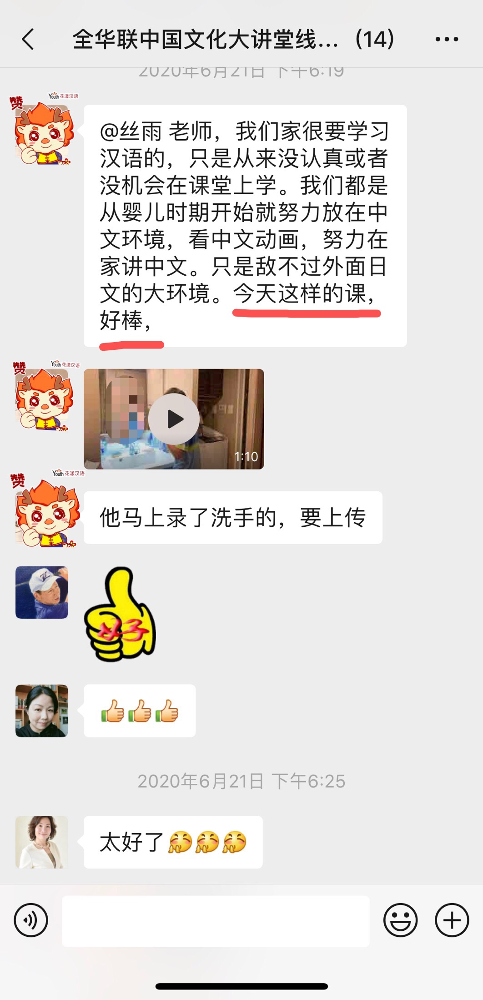 全华联中国文化大讲堂线... (14)
2020年6月21日 下午6:19
赞 Youth 花漾汉语
@丝雨 老师，我们家很要学习
汉语的，只是从来没认真或者
没机会在课堂上学。我们都是
从婴儿时期开始就努力放在中
文环境，看中文动画，努力在
家讲中文。只是敌不过外面日
文的大环境。今天这样的课，
好棒，
赞 Youth 花漾汉语
1:10
赞 Youth 花漾汉语
他马上录了洗手的，要上传
好
👍👍👍
2020年6月21日 下午6:25
太好了